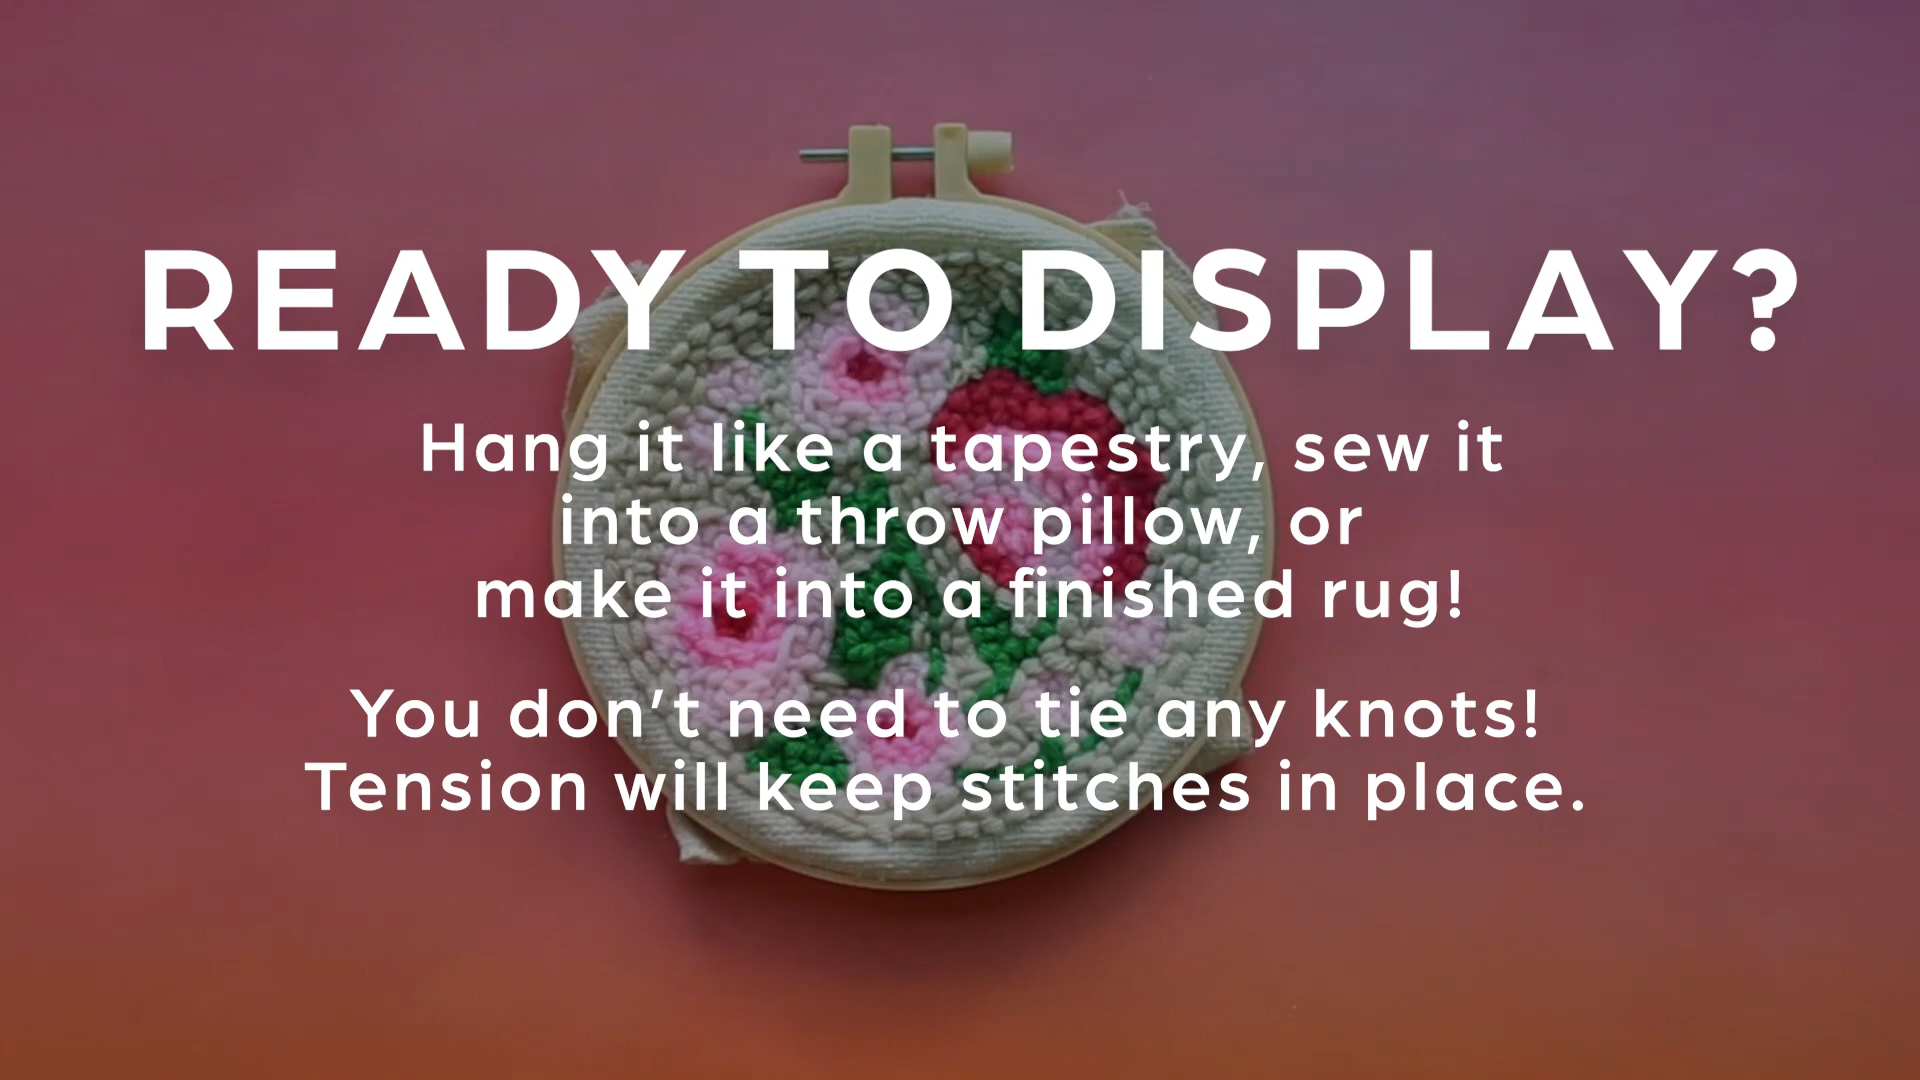 READY TO DISPLAY?
Hang it like a tapestry, sew it
into a throw pillow, or
make it into a finished rug!
You don’t need to tie any knots!
Tension will keep stitches in place.